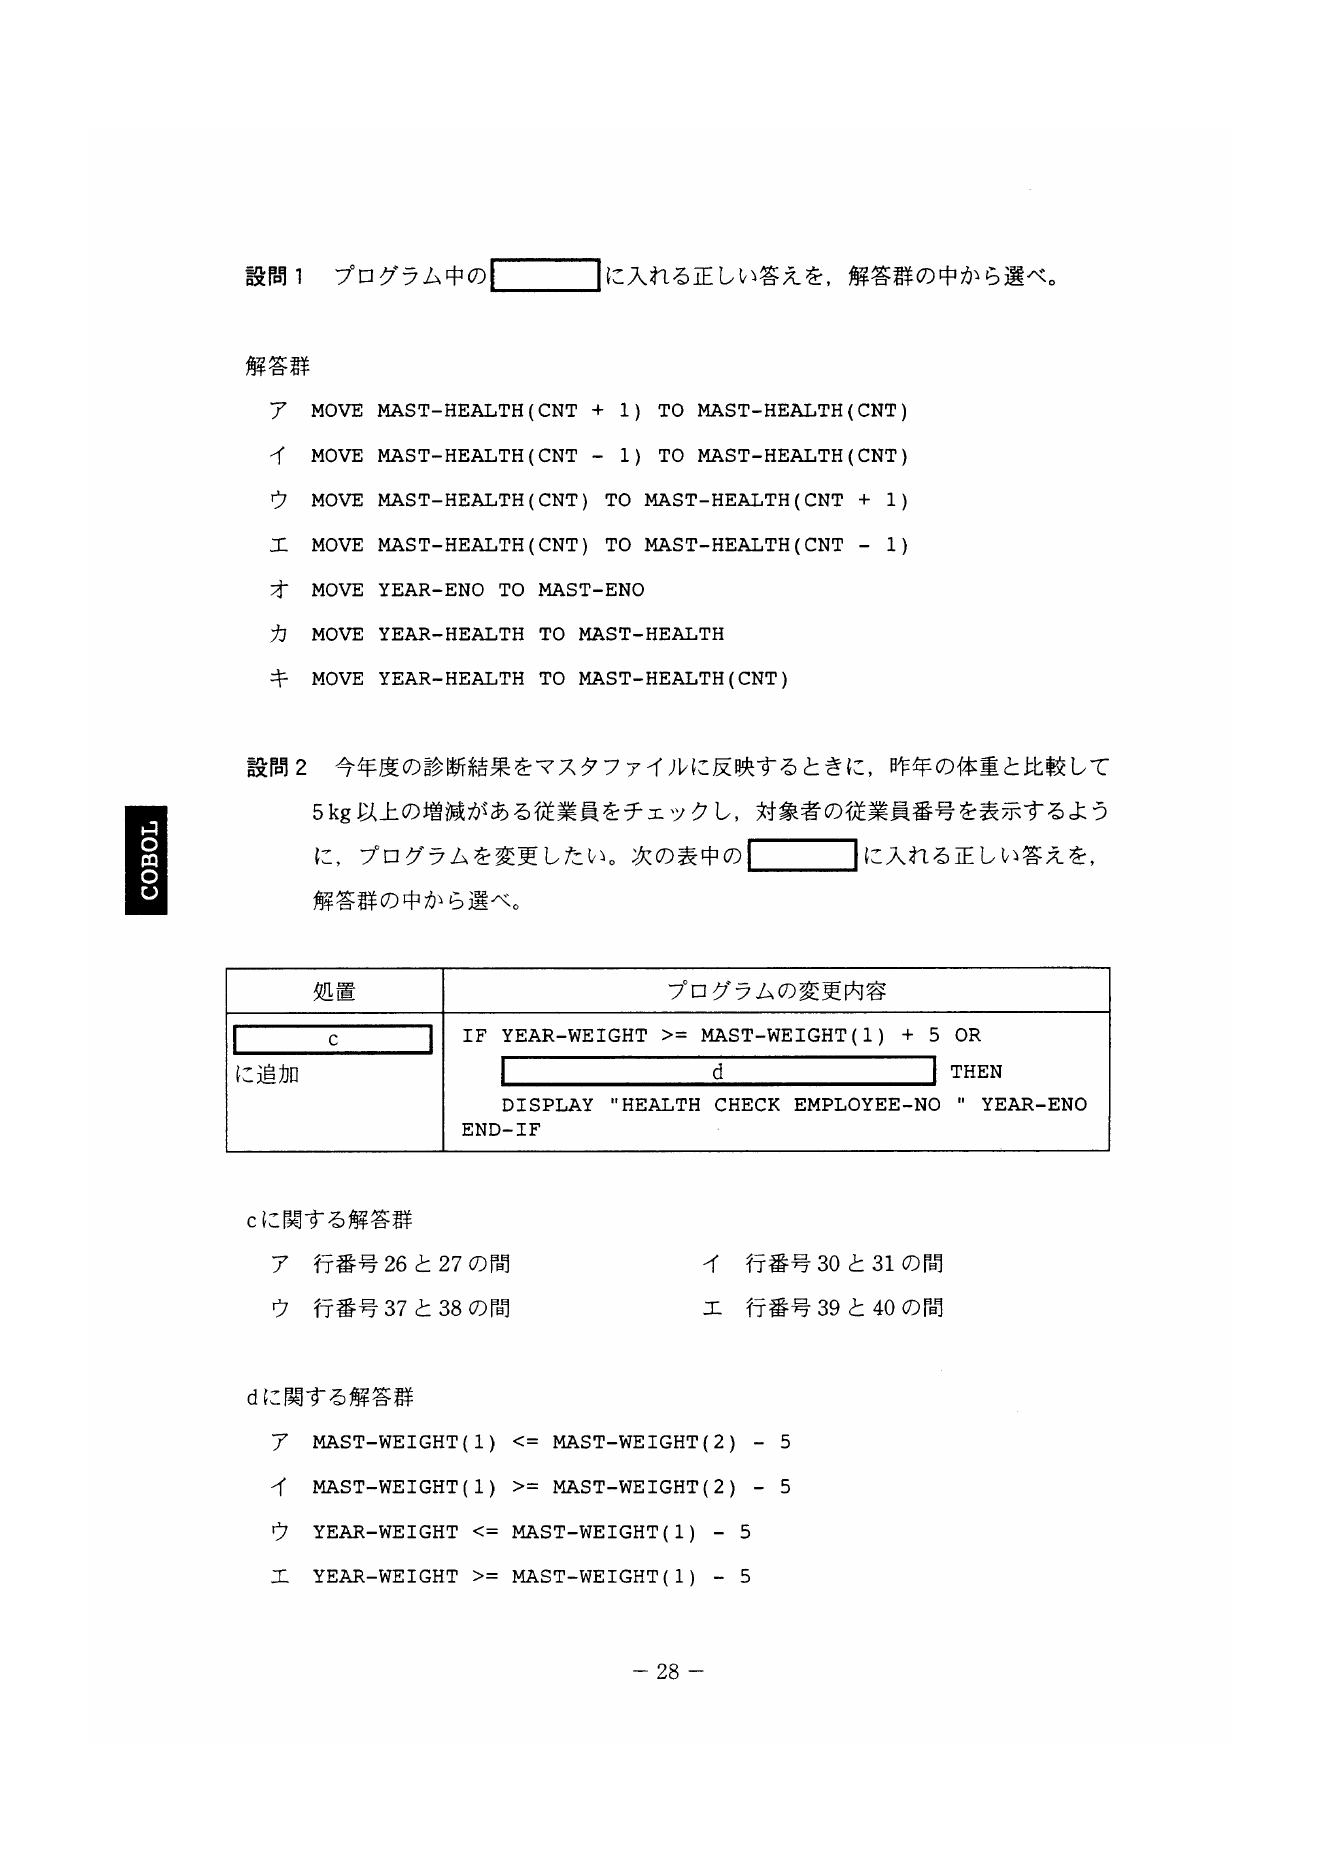 設問1 プログラム中の　　　に入れる正しい答えを，解答群の中から選べ。
解答群
ア MOVE MAST-HEALTH(CNT + 1) TO MAST-HEALTH(CNT)
イ MOVE MAST-HEALTH(CNT - 1) TO MAST-HEALTH(CNT)
ウ MOVE MAST-HEALTH(CNT) TO MAST-HEALTH(CNT + 1)
エ MOVE MAST-HEALTH(CNT) TO MAST-HEALTH(CNT - 1)
オ MOVE YEAR-ENO TO MAST-ENO
カ MOVE YEAR-HEALTH TO MAST-HEALTH
キ MOVE YEAR-HEALTH TO MAST-HEALTH(CNT)
設問2 今年度の診断結果をマスタファイルに反映するときに，昨年の体重と比較して
5kg以上の増減がある従業員をチェックし，対象者の従業員番号を表示するよう
に，プログラムを変更したい。次の表中の　　　に入れる正しい答えを，
解答群の中から選べ。
COBOL
処置 プログラムの変更内容
c
に追加
IF YEAR-WEIGHT >= MAST-WEIGHT(1) + 5 OR
d THEN
DISPLAY "HEALTH CHECK EMPLOYEE-NO " YEAR-ENO
END-IF
cに関する解答群
ア 行番号26と27の間 イ 行番号30と31の間
ウ 行番号37と38の間 エ 行番号39と40の間
dに関する解答群
ア MAST-WEIGHT(1) <= MAST-WEIGHT(2) - 5
イ MAST-WEIGHT(1) >= MAST-WEIGHT(2) - 5
ウ YEAR-WEIGHT <= MAST-WEIGHT(1) - 5
エ YEAR-WEIGHT >= MAST-WEIGHT(1) - 5
- 28 -